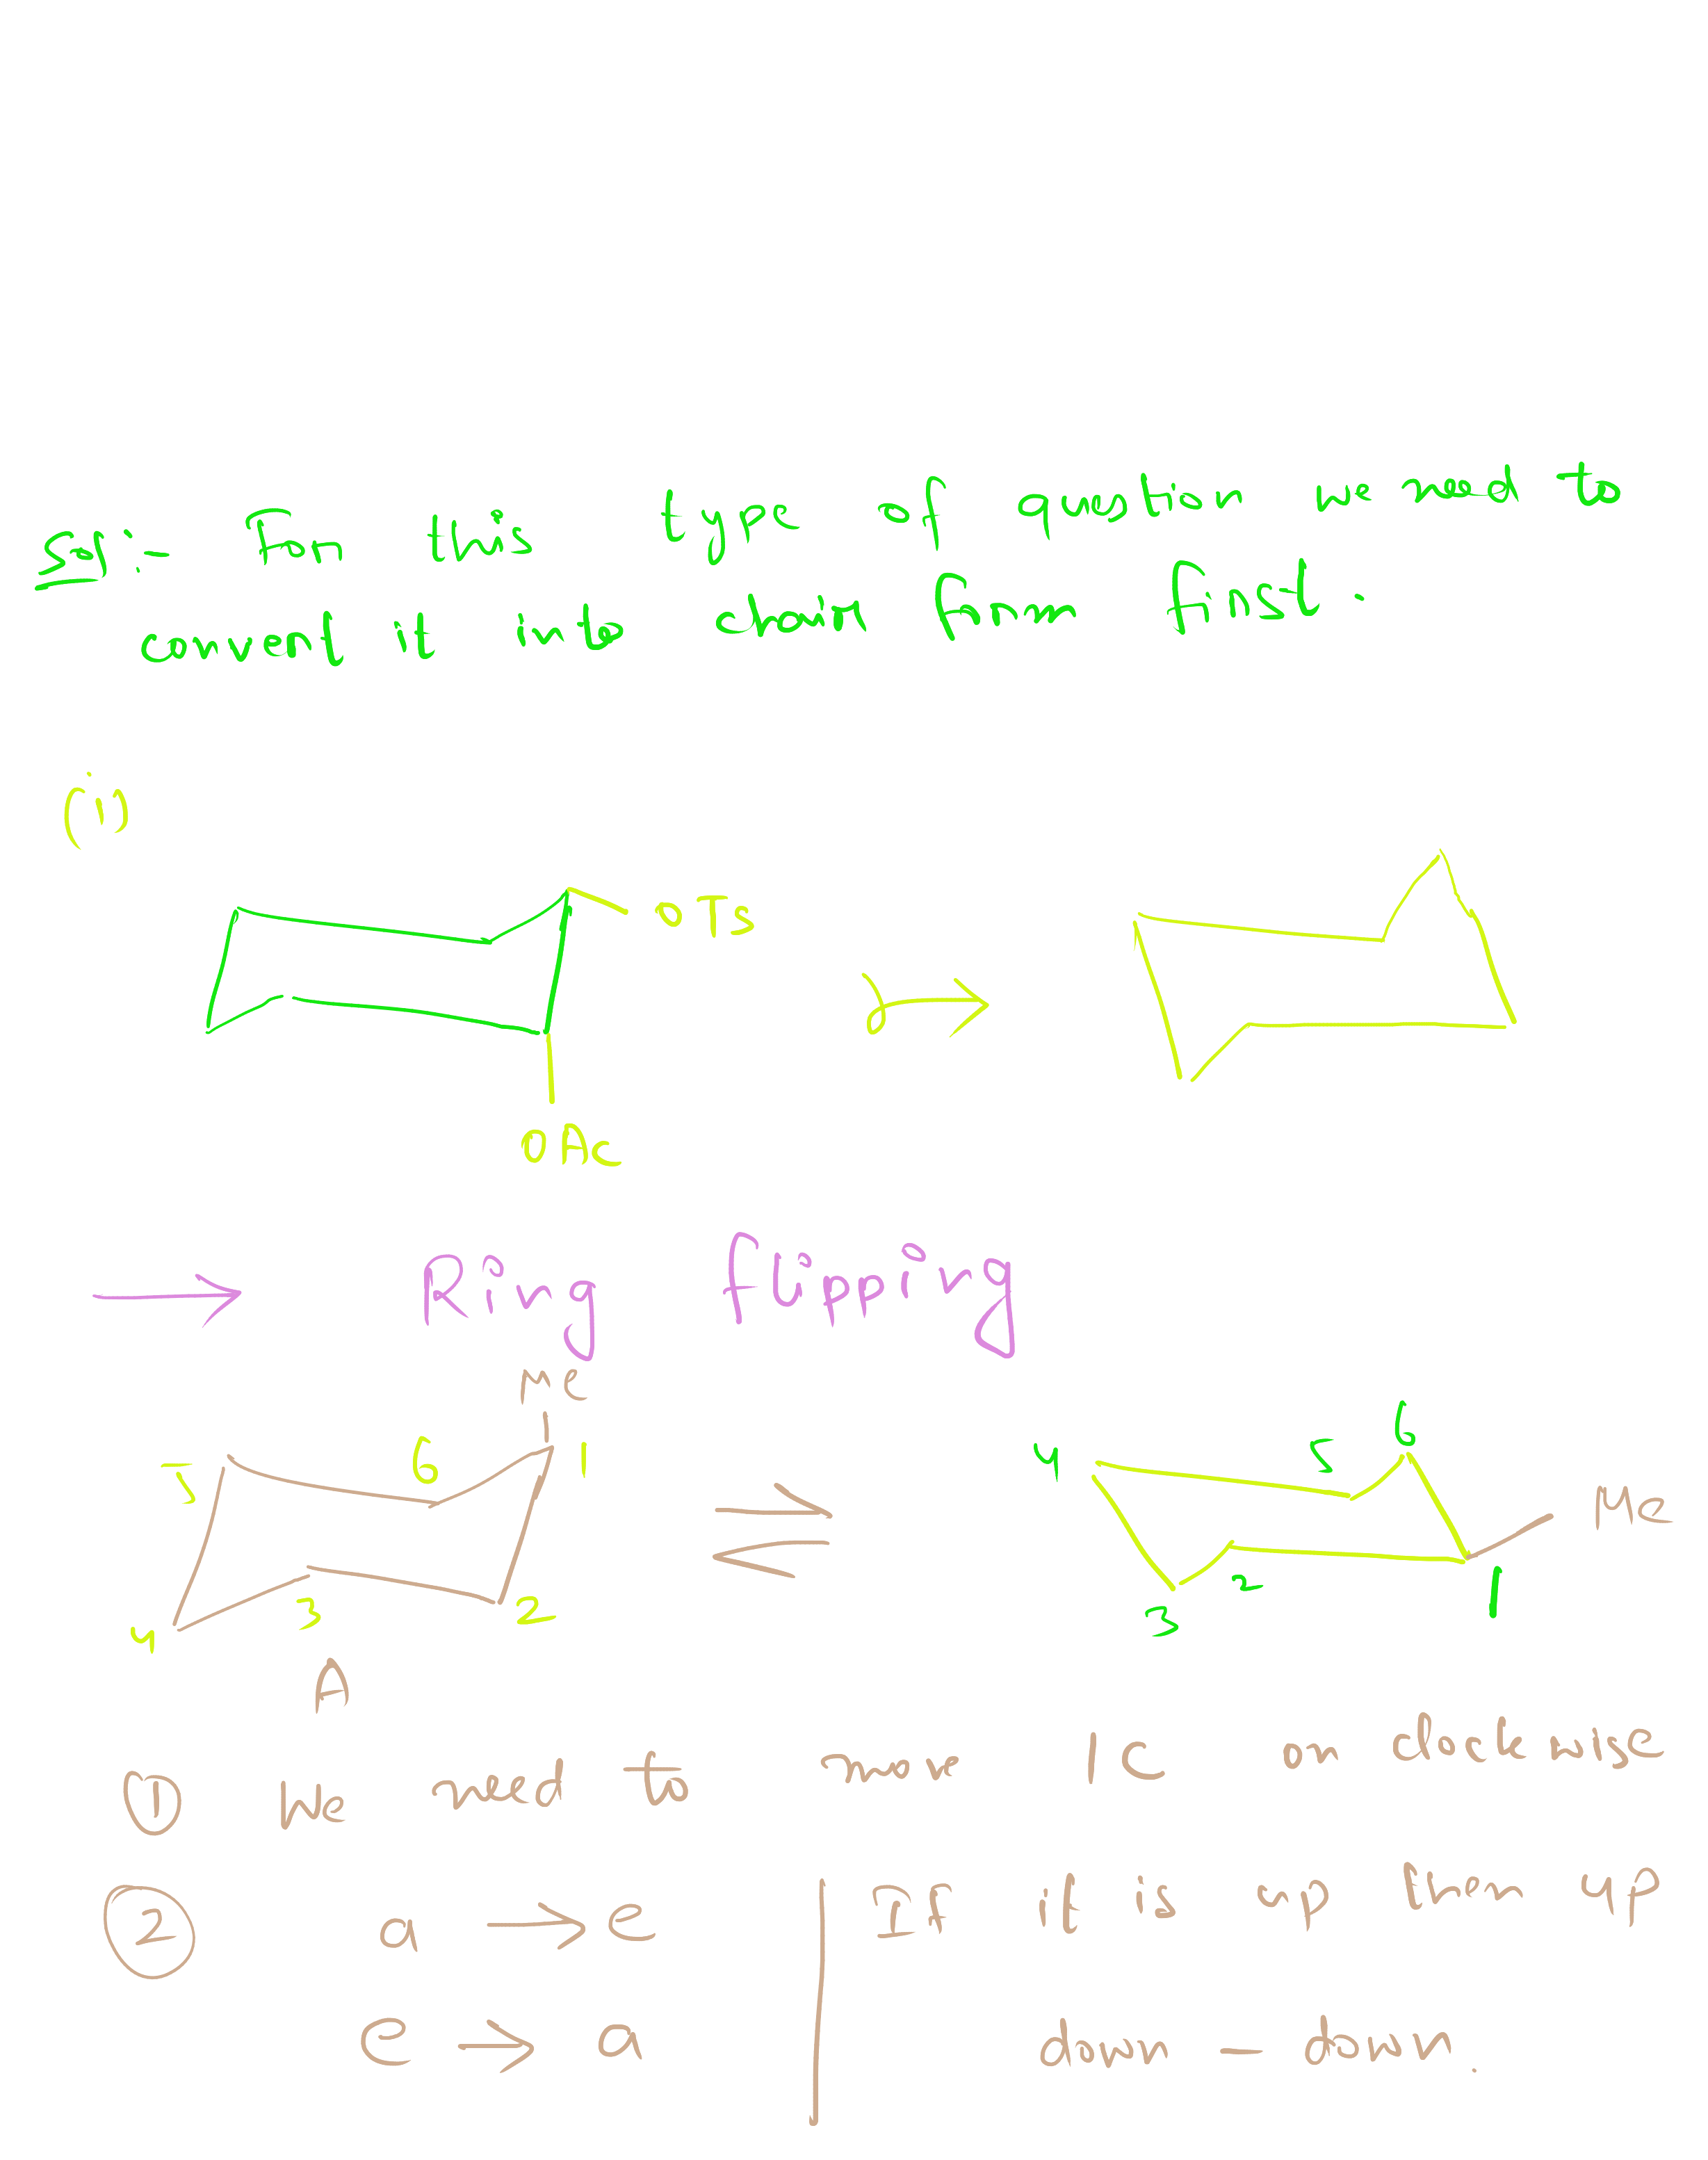 Sol:- For this type of question we need to
convert it into chair form first.
(i)
OTs
OAc
→ Ring flipping
Me
5 6 1
4 3 2
A
4 5 6
Me
3 2 1
① We need to move 1 C on clockwise
② a → e | If it is up then up
e → a | down - down.